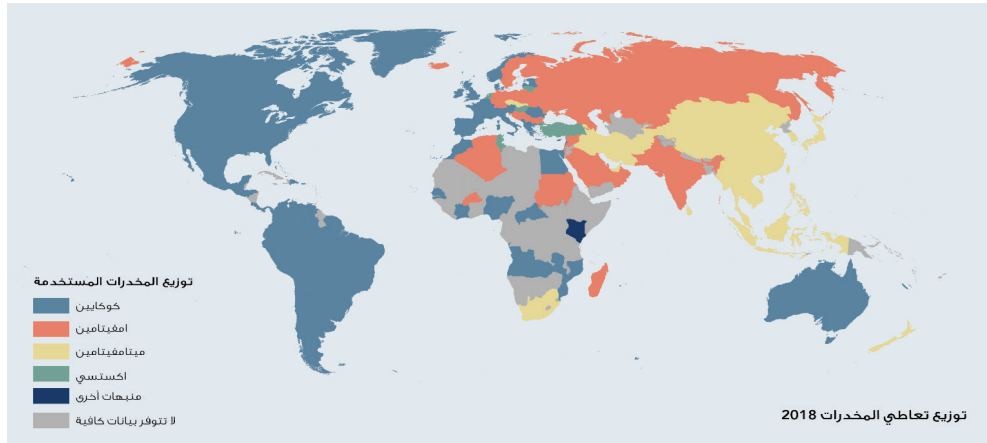 توزيع المخدرات المستخدمة
كوكايين
امفيتامين
ميتامفيتامين
اكستسي
منبهات أخرى
لا تتوفر بيانات كافية
توزيع تعاطي المخدرات 2018